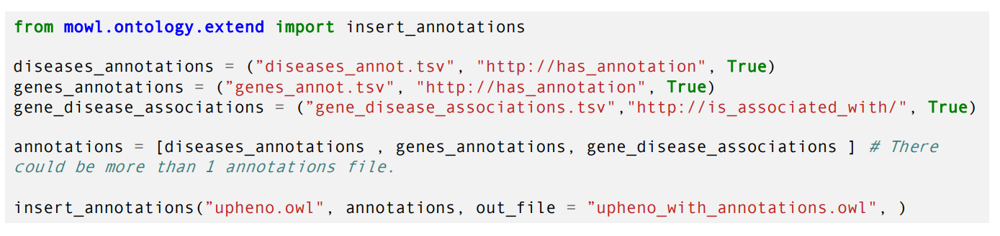 from mowl.ontology.extend import insert_annotations
diseases_annotations = (”diseases_annot.tsv", "http://has_annotation", True)
genes_annotations = (”genes_annot.tsv", "http://has_annotation", True)
gene_disease_associations = (”gene_disease_associations.tsv","http://is_associated_with/", True)
annotations = [diseases_annotations , genes_annotations, gene_disease_associations ] # There
could be more than 1 annotations file.
insert_annotations(”upheno.owl", annotations, out_file = ”upheno_with_annotations.owl", )